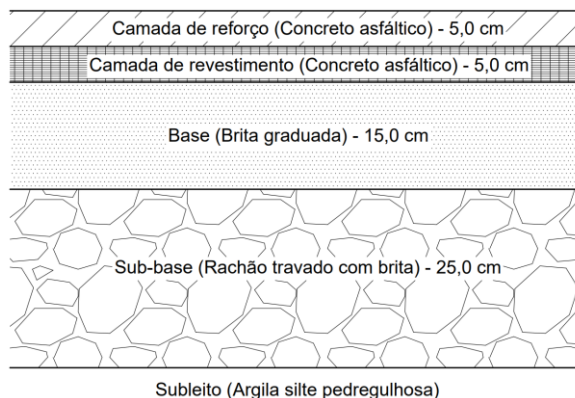 Camada de reforço (Concreto asfáltico) - 5,0 cm
Camada de revestimento (Concreto asfáltico) - 5,0 cm
Base (Brita graduada) - 15,0 cm
Sub-base (Rachão travado com brita) - 25,0 cm
Subleito (Argila silte pedregulhosa)